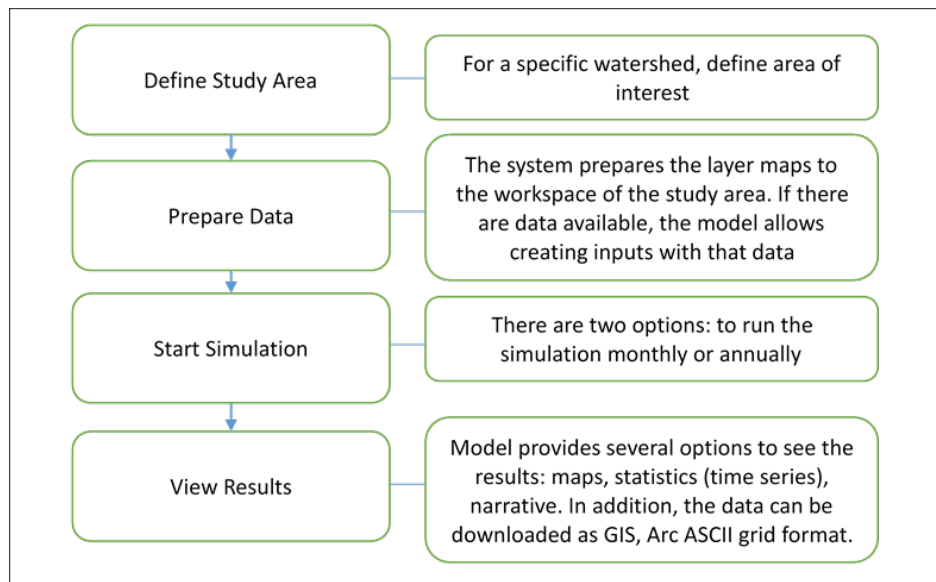 Define Study Area
For a specific watershed, define area of
interest
Prepare Data
The system prepares the layer maps to
the workspace of the study area. If there
are data available, the model allows
creating inputs with that data
Start Simulation
There are two options: to run the
simulation monthly or annually
View Results
Model provides several options to see the
results: maps, statistics (time series),
narrative. In addition, the data can be
downloaded as GIS, Arc ASCII grid format.